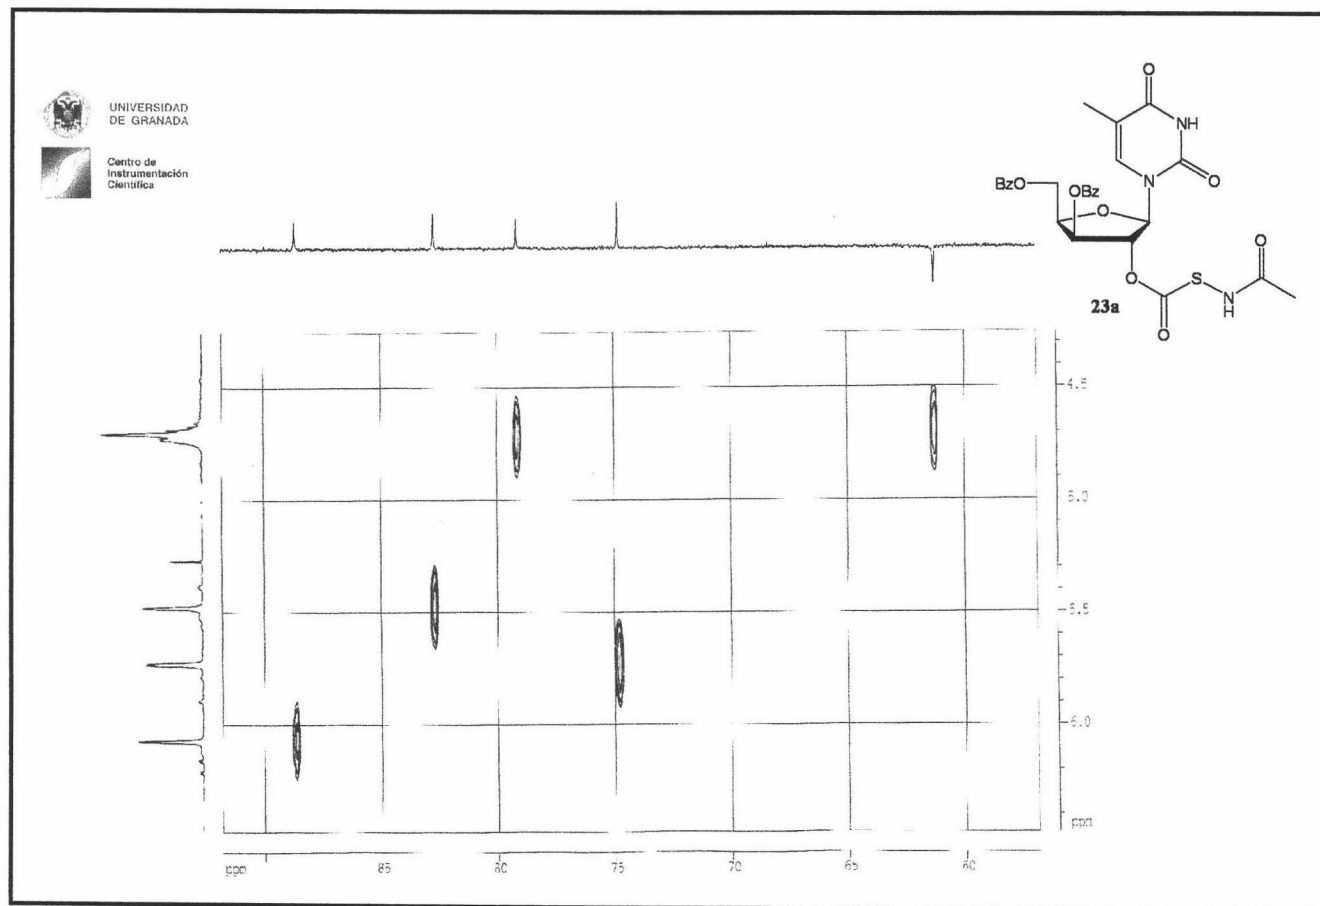 UNIVERSIDAD
DE GRANADA
Centro de
Instrumentación
Científica
O
NH
N
O
BzO
OBz
O
O
S
N
H
O
O
23a
4.5
5.0
5.5
6.0
ppm
ppm
85
80
75
70
65
60